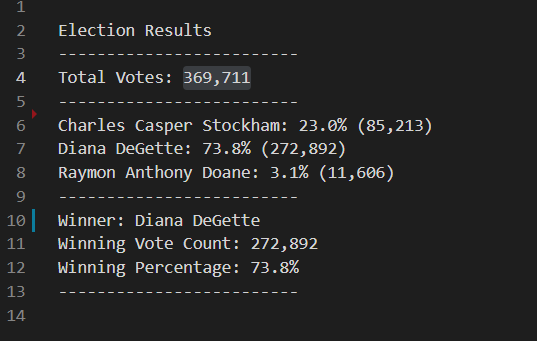 1
2 Election Results
3 -------------------------
4 Total Votes: 369,711
5 -------------------------
6 Charles Casper Stockham: 23.0% (85,213)
7 Diana DeGette: 73.8% (272,892)
8 Raymon Anthony Doane: 3.1% (11,606)
9 -------------------------
10 Winner: Diana DeGette
11 Winning Vote Count: 272,892
12 Winning Percentage: 73.8%
13 -------------------------
14